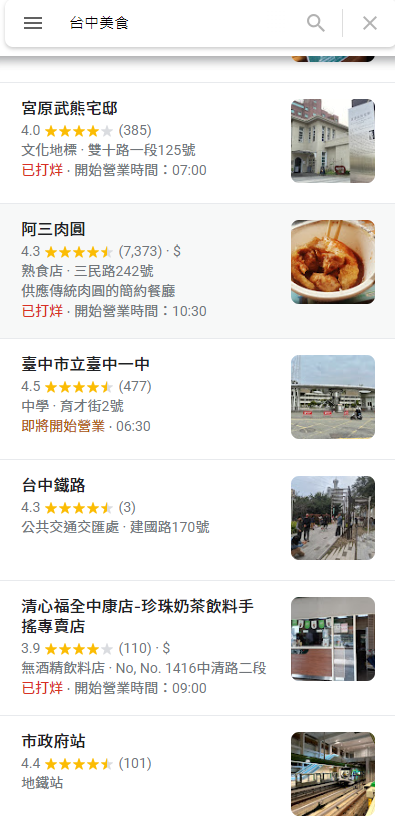 台中美食
宮原武熊宅邸
4.0 ★★★★★ (385)
文化地標 · 雙十路一段125號
已打烊 · 開始營業時間：07:00
阿三肉圓
4.3 ★★★★★ (7,373) · $
熟食店 · 三民路242號
供應傳統肉圓的簡約餐廳
已打烊 · 開始營業時間：10:30
臺中市立臺中一中
4.5 ★★★★★ (477)
中學 · 育才街2號
即將開始營業 · 06:30
台中鐵路
4.3 ★★★★★ (3)
公共交通交匯處 · 建國路170號
清心福全中康店-珍珠奶茶飲料手
搖專賣店
3.9 ★★★★★ (110) · $
無酒精飲料店 · No, No. 1416中清路二段
已打烊 · 開始營業時間：09:00
市政府站
4.4 ★★★★★ (101)
地鐵站